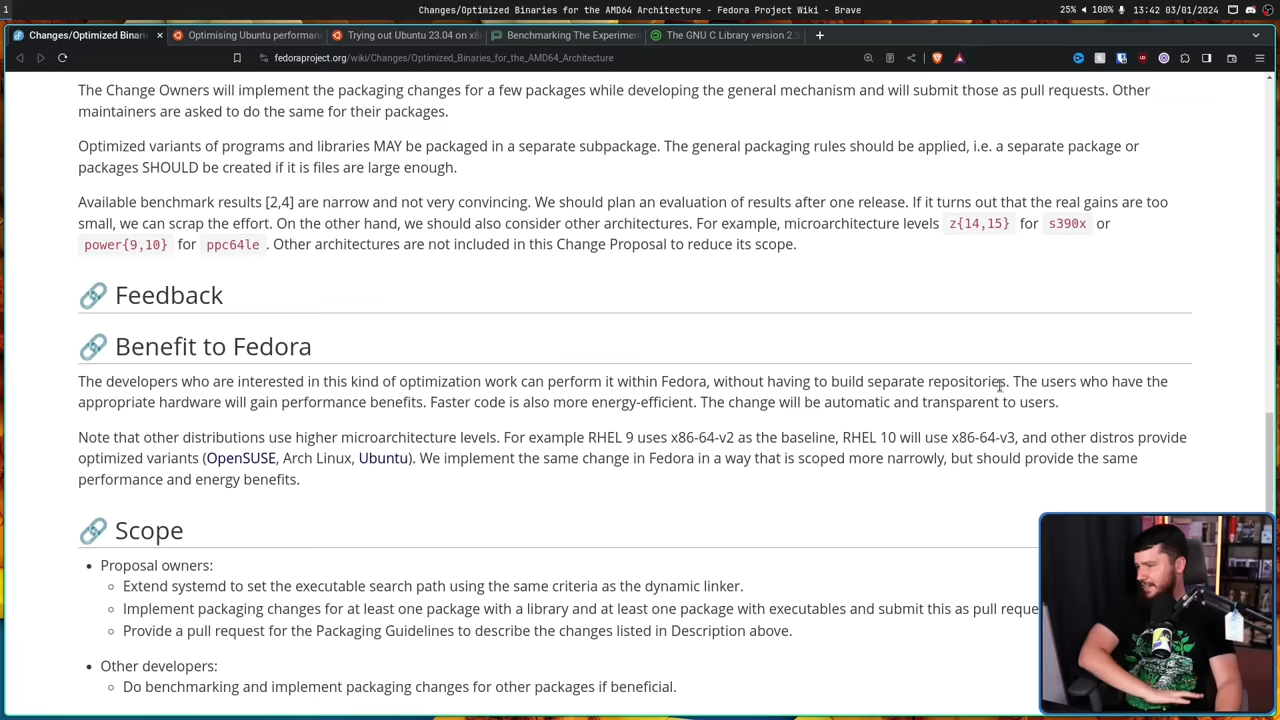 1
Changes/Optimized Binaries for the AMD64 Architecture - Fedora Project Wiki - Brave
25%
100%
13:42 03/01/2024
Changes/Optimized Binari
Optimising Ubuntu performan
Trying out Ubuntu 23.04 on x8
Benchmarking The Experimen
The GNU C Library version 2.3
fedoraproject.org/wiki/Changes/Optimized_Binaries_for_the_AMD64_Architecture
The Change Owners will implement the packaging changes for a few packages while developing the general mechanism and will submit those as pull requests. Other
maintainers are asked to do the same for their packages.
Optimized variants of programs and libraries MAY be packaged in a separate subpackage. The general packaging rules should be applied, i.e. a separate package or
packages SHOULD be created if it is files are large enough.
Available benchmark results [2,4] are narrow and not very convincing. We should plan an evaluation of results after one release. If it turns out that the real gains are too
small, we can scrap the effort. On the other hand, we should also consider other architectures. For example, microarchitecture levels z{14,15} for s390x or
power{9,10} for ppc64le . Other architectures are not included in this Change Proposal to reduce its scope.
Feedback
Benefit to Fedora
The developers who are interested in this kind of optimization work can perform it within Fedora, without having to build separate repositories. The users who have the
appropriate hardware will gain performance benefits. Faster code is also more energy-efficient. The change will be automatic and transparent to users.
Note that other distributions use higher microarchitecture levels. For example RHEL 9 uses x86-64-v2 as the baseline, RHEL 10 will use x86-64-v3, and other distros provide
optimized variants (OpenSUSE, Arch Linux, Ubuntu). We implement the same change in Fedora in a way that is scoped more narrowly, but should provide the same
performance and energy benefits.
Scope
• Proposal owners:
◦ Extend systemd to set the executable search path using the same criteria as the dynamic linker.
◦ Implement packaging changes for at least one package with a library and at least one package with executables and submit this as pull reque
◦ Provide a pull request for the Packaging Guidelines to describe the changes listed in Description above.
• Other developers:
◦ Do benchmarking and implement packaging changes for other packages if beneficial.